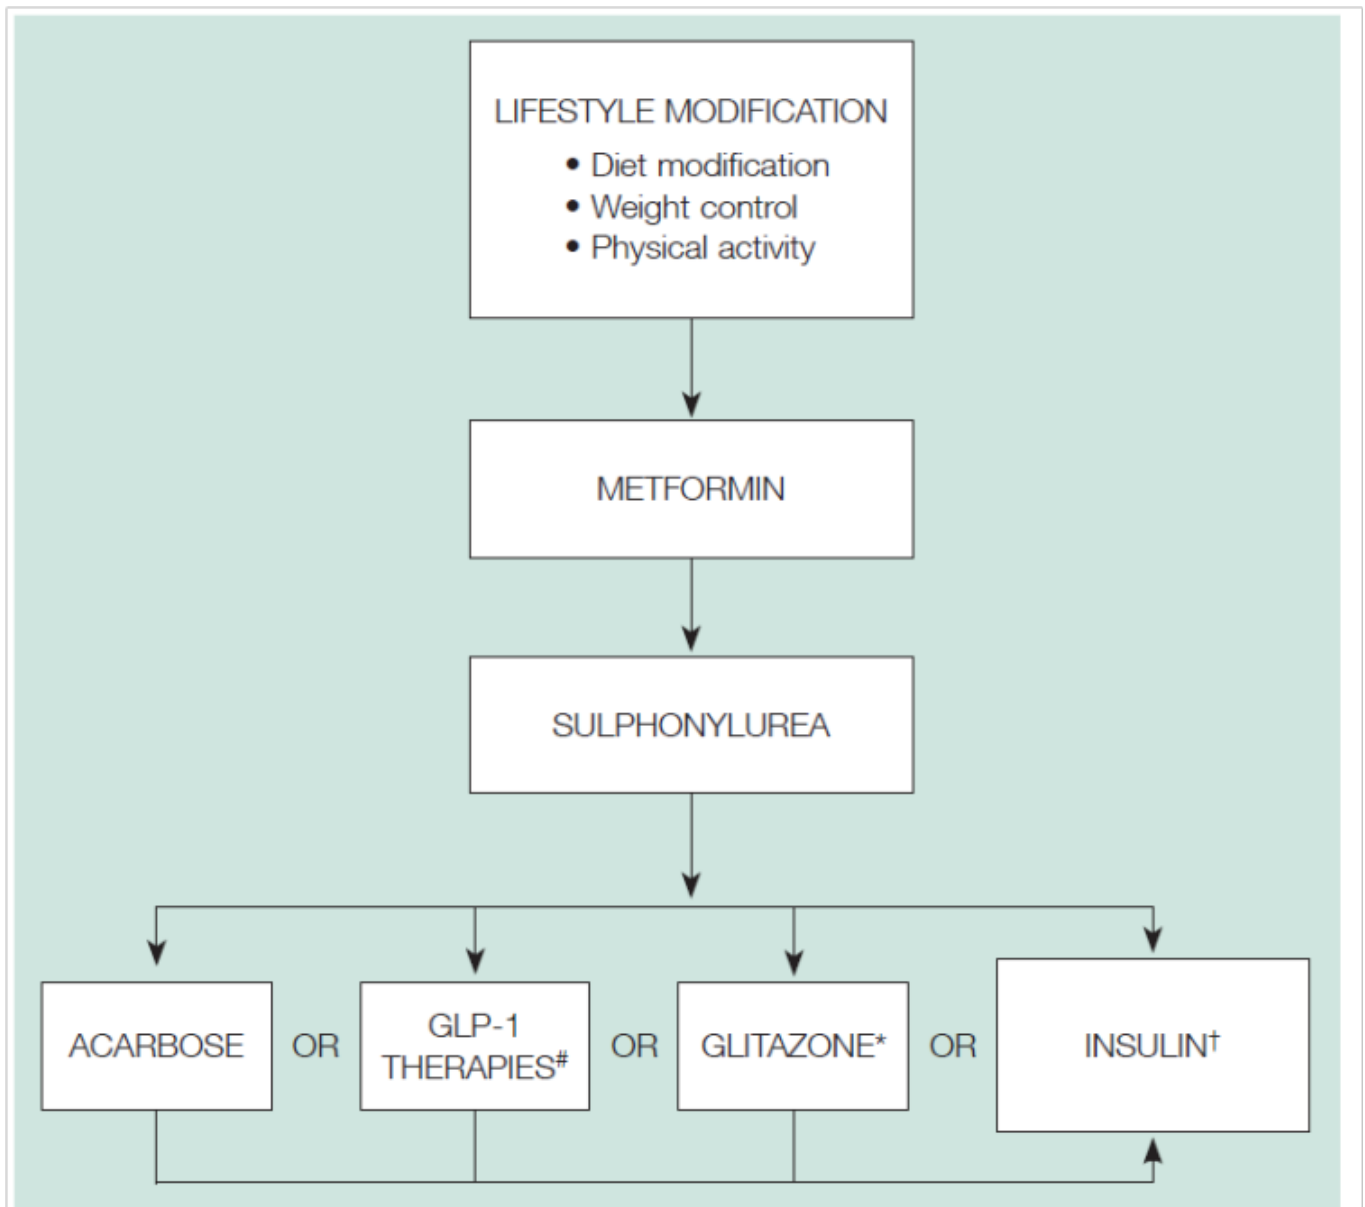 LIFESTYLE MODIFICATION
• Diet modification
• Weight control
• Physical activity
METFORMIN
SULPHONYLUREA
ACARBOSE
OR
GLP-1
THERAPIES#
OR
GLITAZONE*
OR
INSULIN†